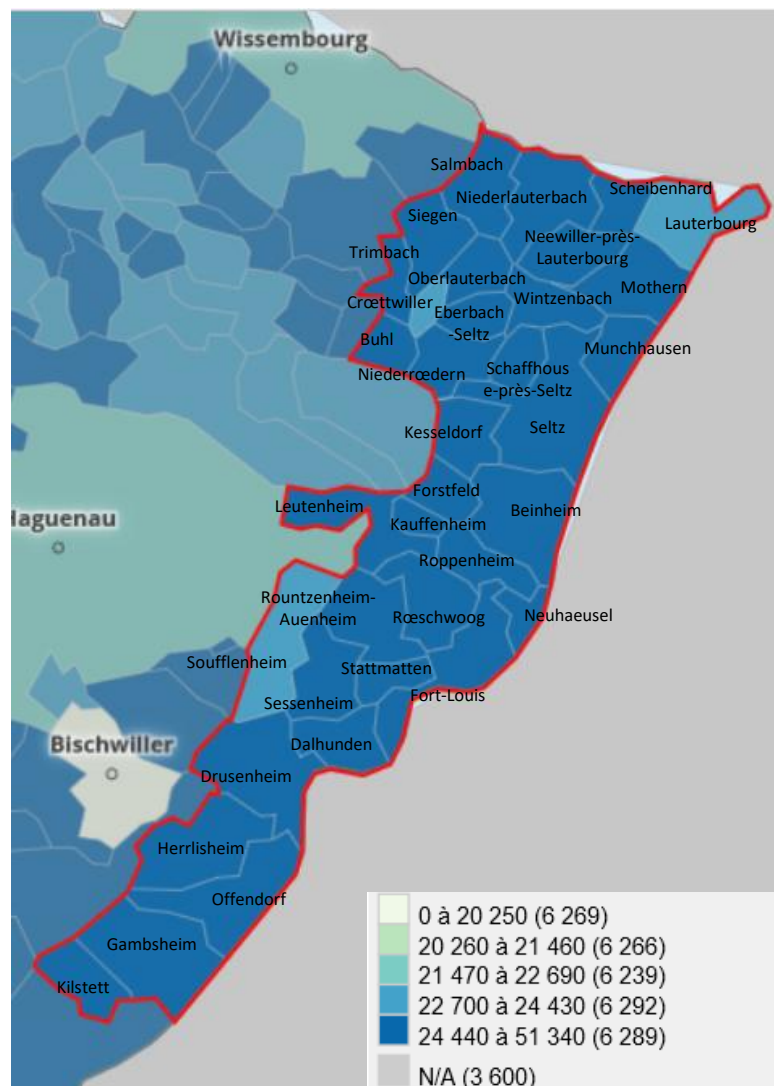 Wissembourg
Salmbach
Niederlauterbach
Scheibenhard
Siegen
Lauterbourg
Neewiller-près-
Lauterbourg
Trimbach
Oberlauterbach
Mothern
Crœttwiller
Wintzenbach
Eberbach
-Seltz
Buhl
Munchhausen
Niederrœdern
Schaffhous
e-près-Seltz
Kesseldorf
Seltz
Forstfeld
Leutenheim
Beinheim
Haguenau
Kauffenheim
Roppenheim
Rountzenheim-
Auenheim
Rœschwoog
Neuhaeusel
Soufflenheim
Stattmatten
Fort-Louis
Sessenheim
Bischwiller
Dalhunden
Drusenheim
Herrlisheim
Offendorf
Gambsheim
Kilstett
0 à 20 250 (6 269)
20 260 à 21 460 (6 266)
21 470 à 22 690 (6 239)
22 700 à 24 430 (6 292)
24 440 à 51 340 (6 289)
N/A (3 600)